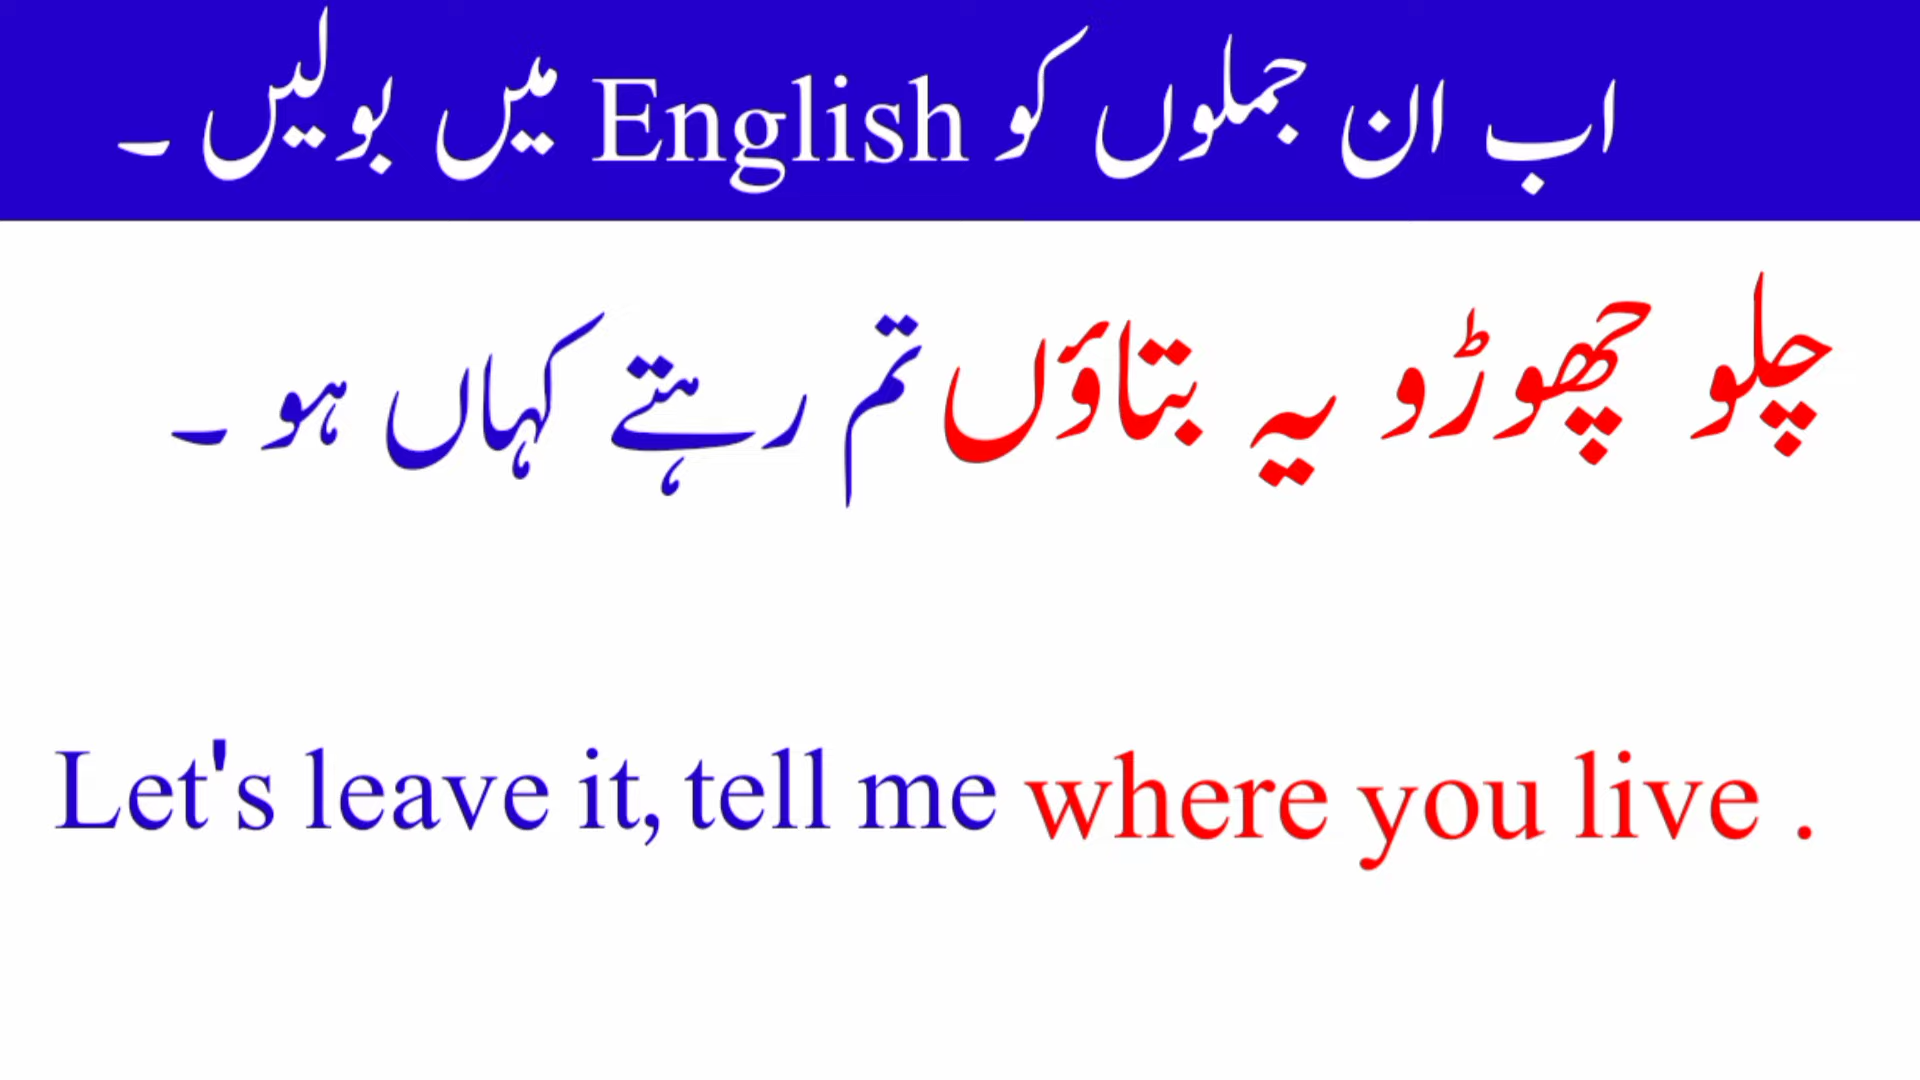 اب ان جملوں کو English میں بولیں ۔
چلو چھوڑو یہ بتاؤں تم رہتے کہاں ہو ۔
Let's leave it, tell me where you live .